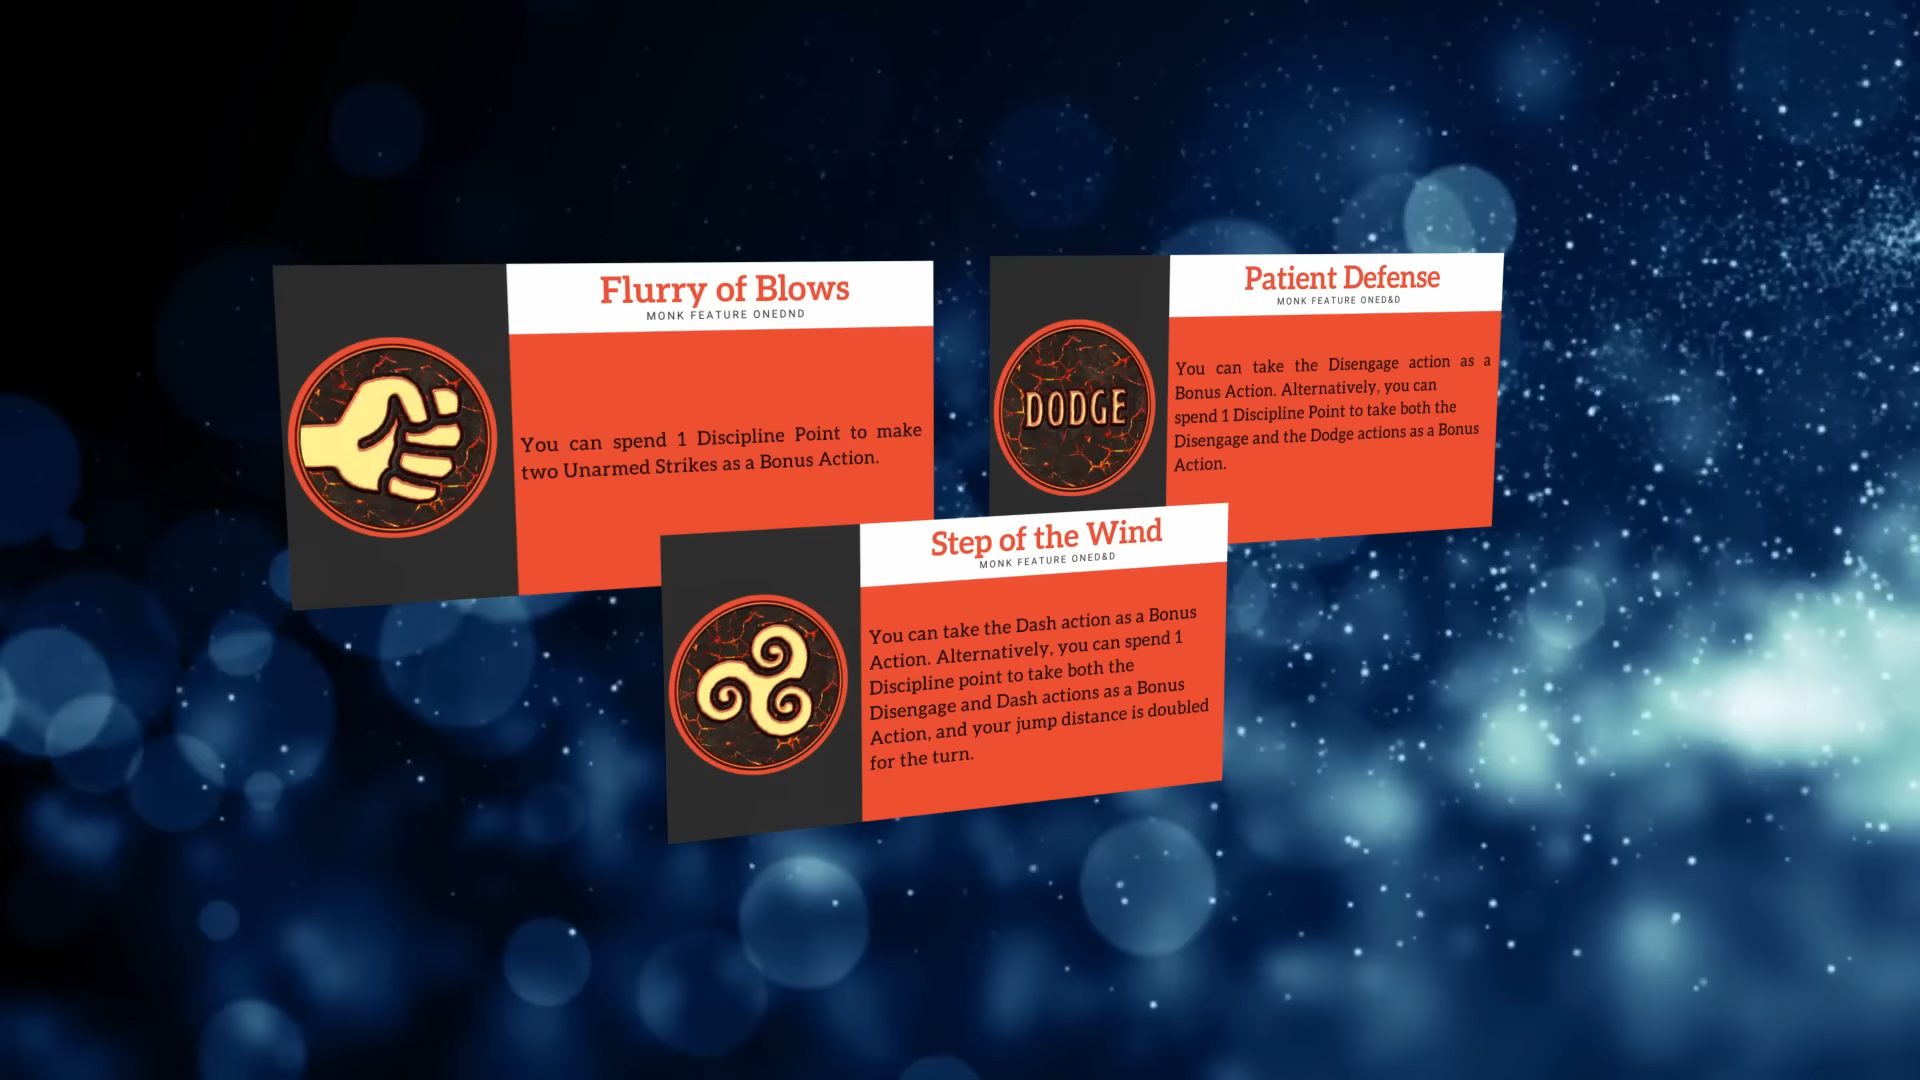 Flurry of Blows
MONK FEATURE ONEDND
You can spend 1 Discipline Point to make
two Unarmed Strikes as a Bonus Action.
Patient Defense
MONK FEATURE ONED&D
DODGE
You can take the Disengage action as a
Bonus Action. Alternatively, you can
spend 1 Discipline Point to take both the
Disengage and the Dodge actions as a Bonus
Action.
Step of the Wind
MONK FEATURE ONED&D
You can take the Dash action as a Bonus
Action. Alternatively, you can spend 1
Discipline point to take both the
Disengage and Dash actions as a Bonus
Action, and your jump distance is doubled
for the turn.